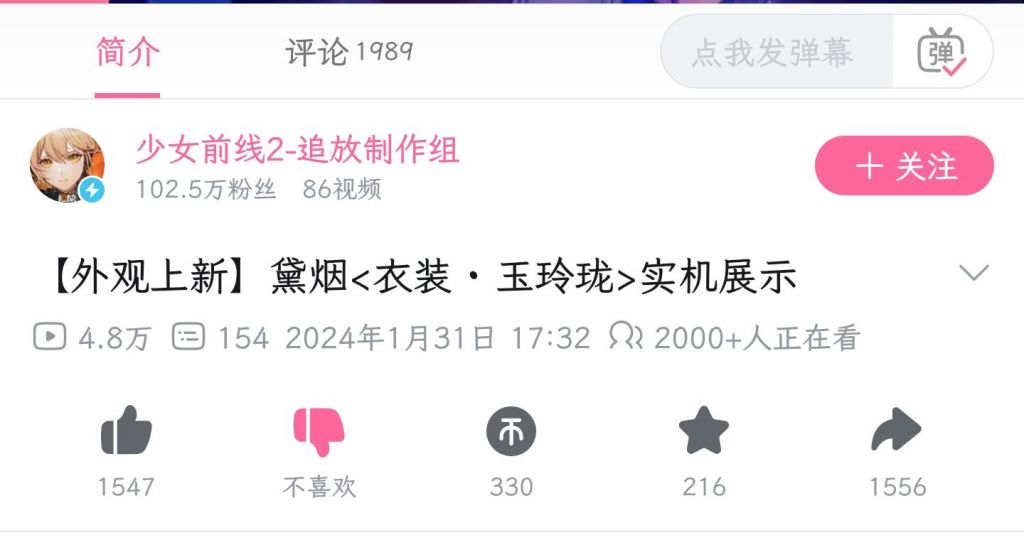 简介 评论 1989 点我发弹幕 弹
少女前线2-追放制作组
102.5万粉丝 86视频
+ 关注
【外观上新】黛烟<衣装·玉玲珑>实机展示
4.8万 154 2024年1月31日 17:32 2000+人正在看
1547 不喜欢 330 216 1556